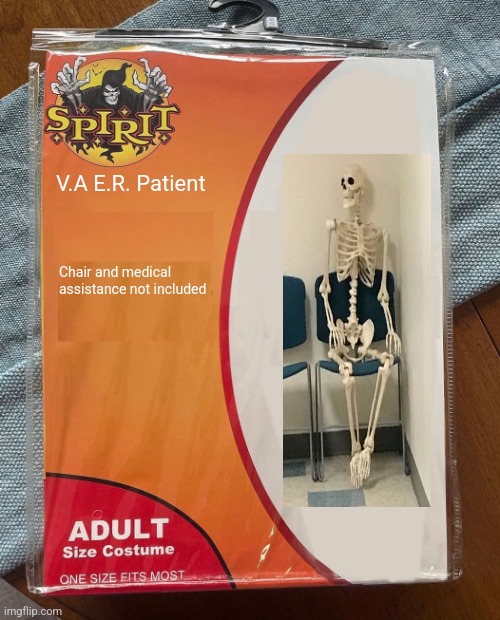 SPIRIT
V.A E.R. Patient
Chair and medical
assistance not included
ADULT
Size Costume
ONE SIZE FITS MOST
imgflip.com